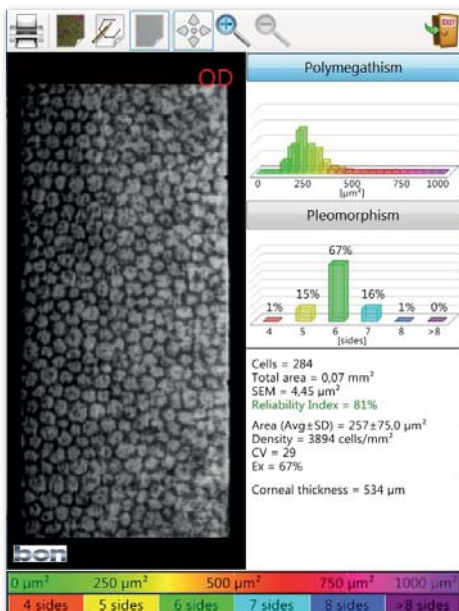 EXIT
OD
Polymegathism
0 250 500 750 1000
[µm²]
Pleomorphism
67%
1% 15% 16% 1% 0%
4 5 6 7 8 >8
[sides]
Cells = 284
Total area = 0,07 mm²
SEM = 4,45 µm²
Reliability Index = 81%
Area (Avg±SD) = 257±75,0 µm²
Density = 3894 cells/mm²
CV = 29
Ex = 67%
Corneal thickness = 534 µm
bon
0 µm² 250 µm² 500 µm² 750 µm² 1000 µm²
4 sides 5 sides 6 sides 7 sides 8 sides >8 sides